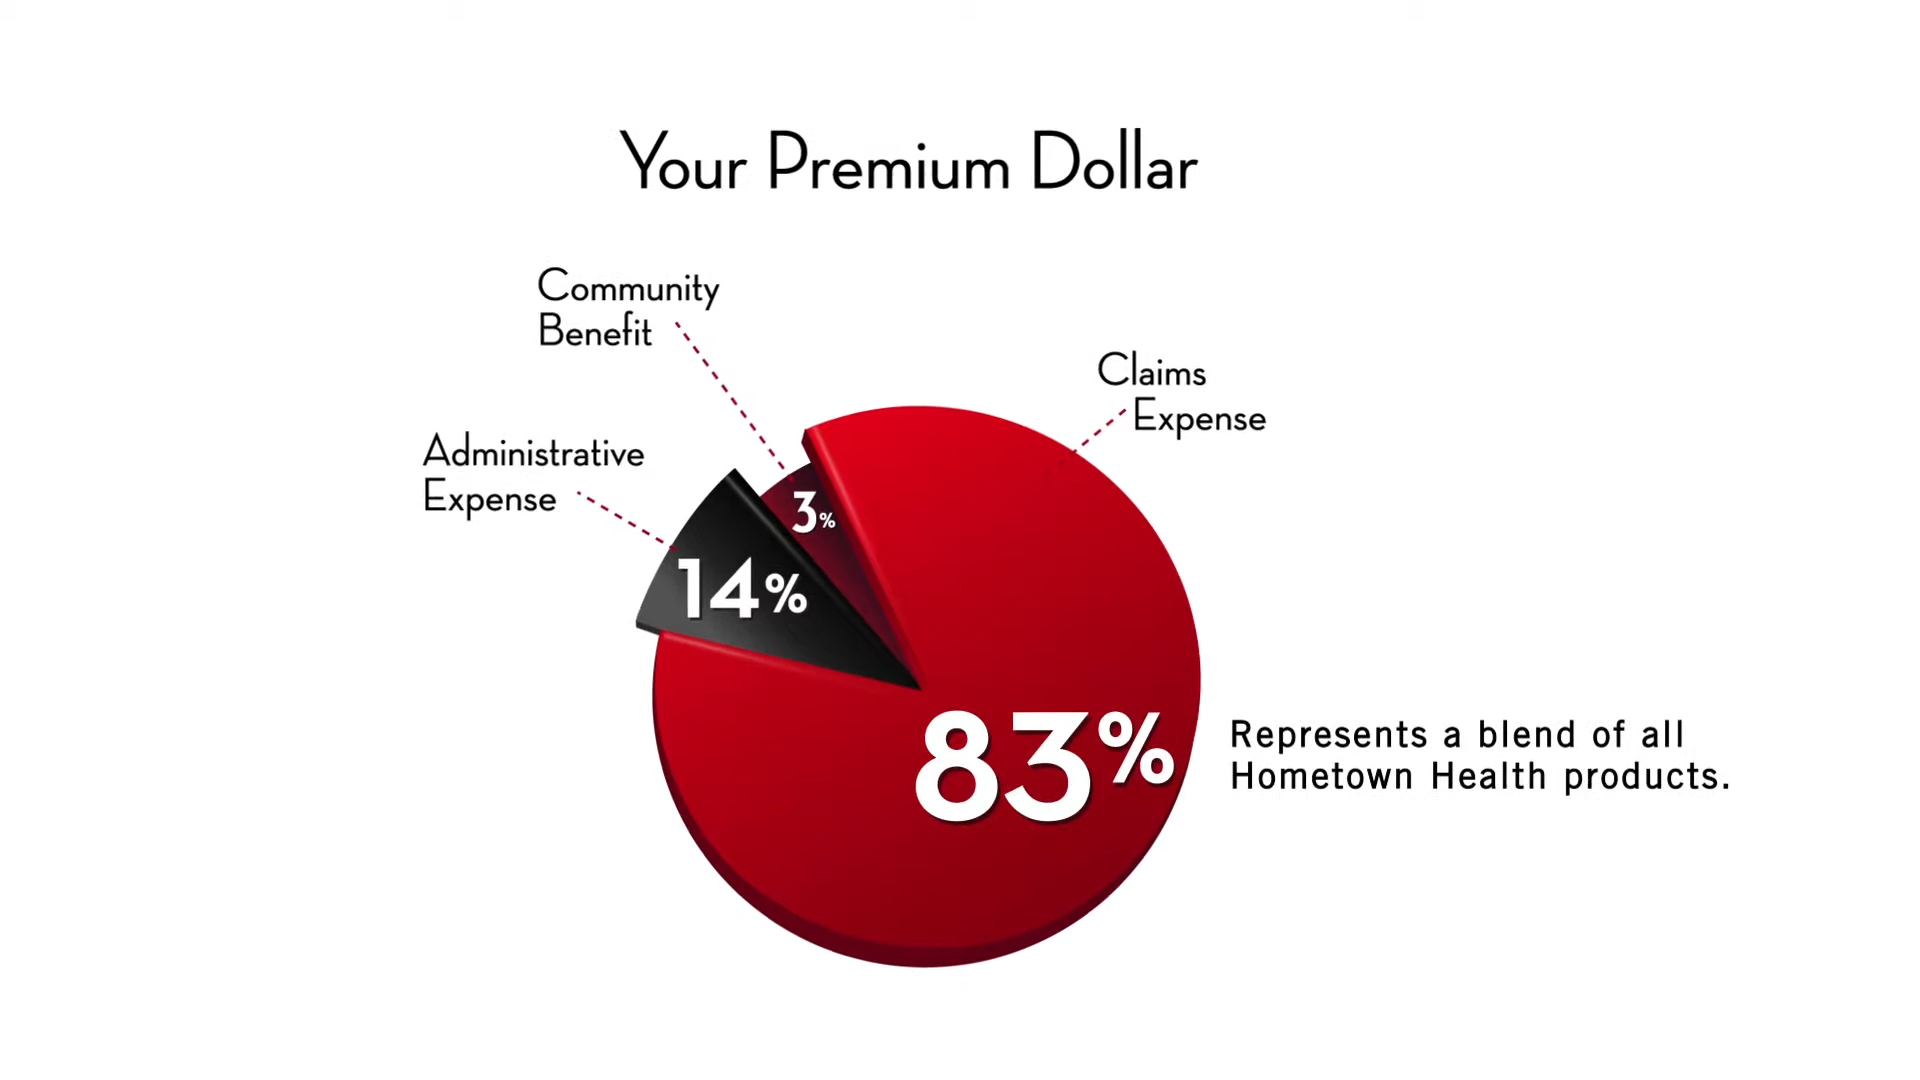 Your Premium Dollar
Community
Benefit
Claims
Expense
Administrative
Expense
3%
14%
83%
Represents a blend of all
Hometown Health products.